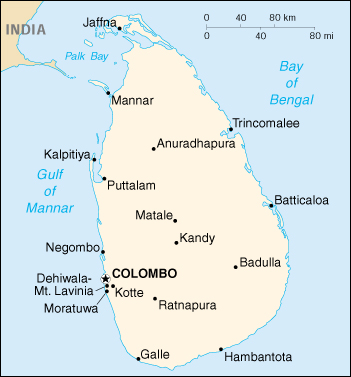 Jaffna
0 40 80 km
0 40 80 mi
INDIA
Palk Bay
Bay
of
Bengal
Mannar
Trincomalee
Anuradhapura
Kalpitiya
Gulf
of
Mannar
Puttalam
Batticaloa
Matale
Kandy
Negombo
Badulla
COLOMBO
Dehiwala-
Mt. Lavinia
Kotte
Moratuwa
Ratnapura
Galle
Hambantota